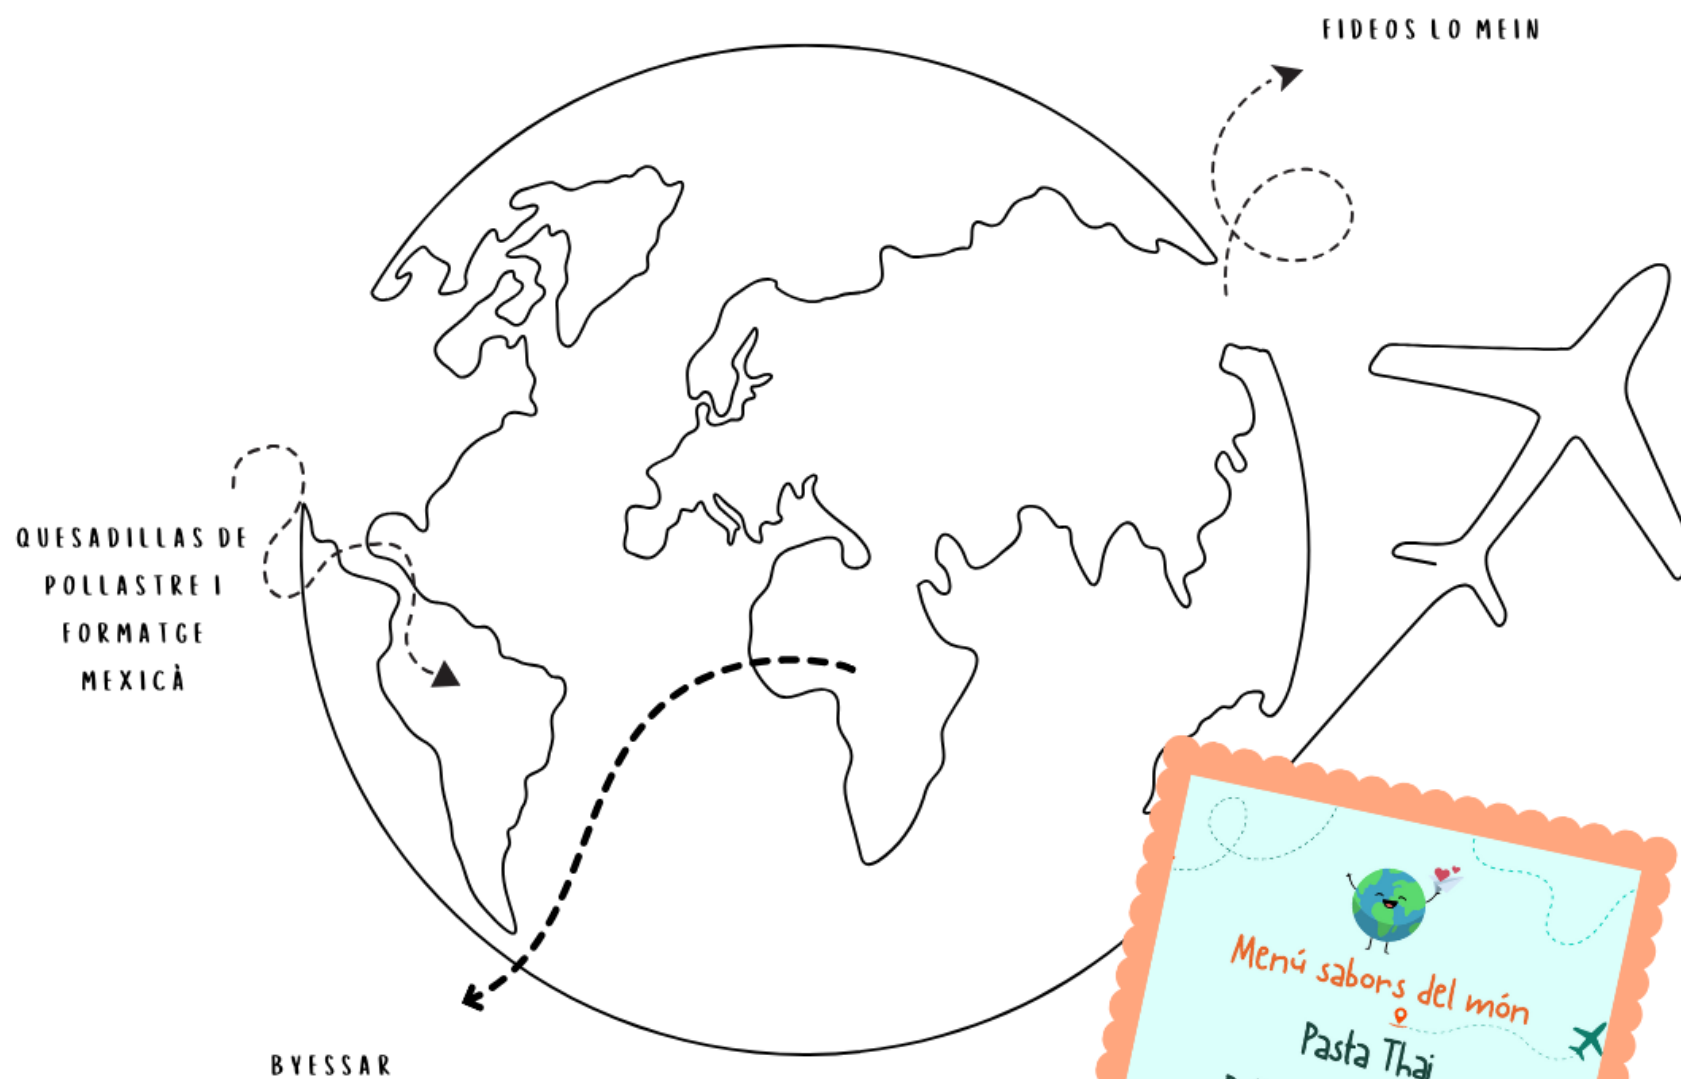 FIDEOS LO MEIN
QUESADILLAS DE
POLLASTRE I
FORMATGE
MEXICÀ
BYESSAR
Menú sabors del món
Pasta Thai